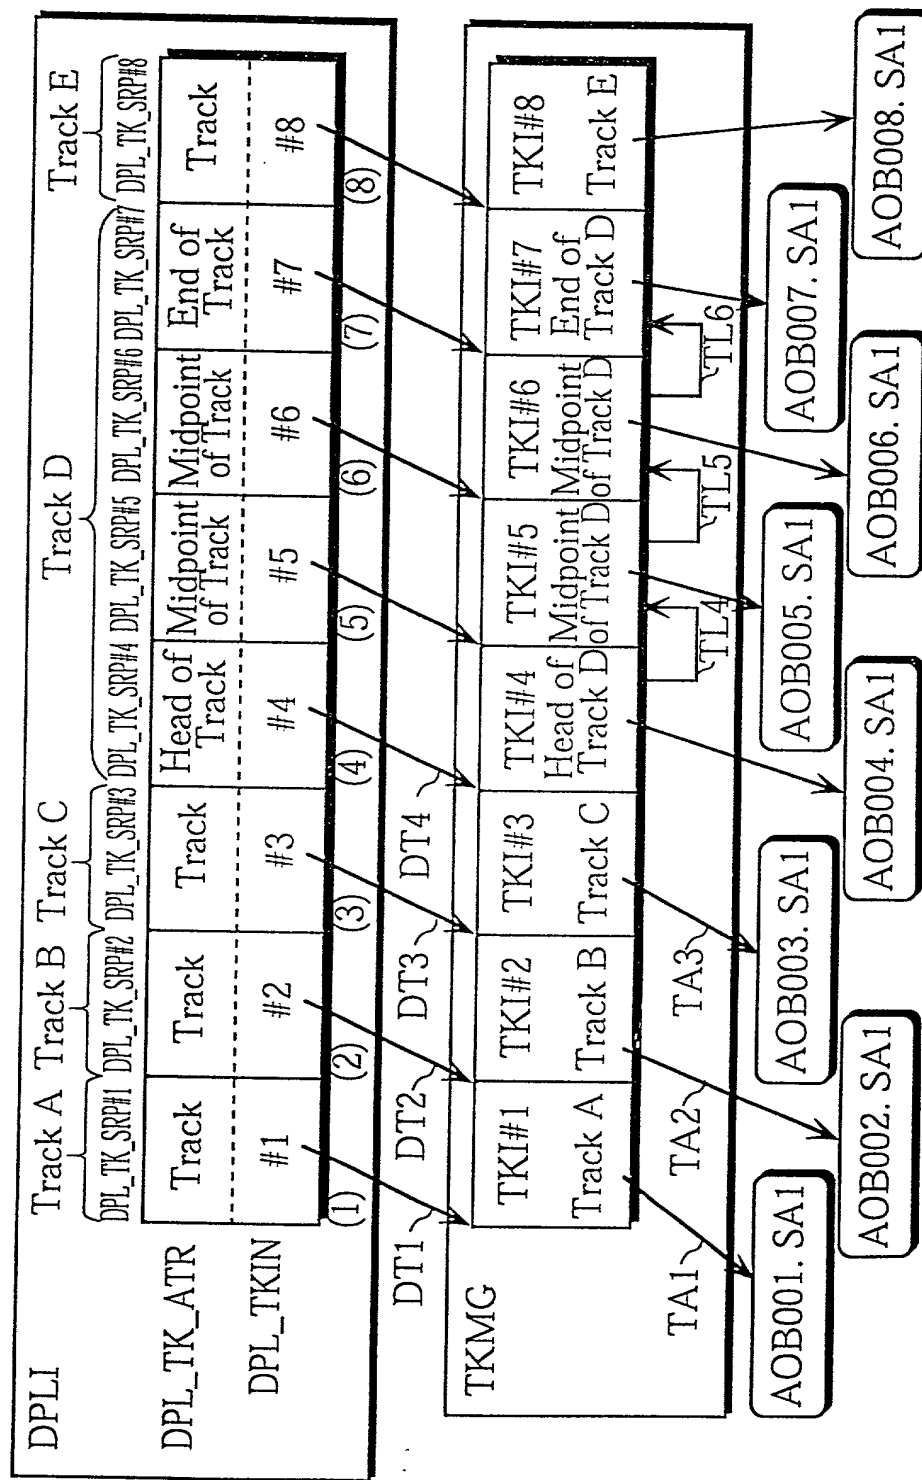 DPLI
Track A
Track B
Track C
Track D
Track E
DPL_TK_SRP#1
DPL_TK_SRP#2
DPL_TK_SRP#3
DPL_TK_SRP#4
DPL_TK_SRP#5
DPL_TK_SRP#6
DPL_TK_SRP#7
DPL_TK_SRP#8
DPL_TK_ATR
Track
Track
Track
Head of
Track
Midpoint
of Track
Midpoint
of Track
End of
Track
Track
DPL_TKIN
#1
#2
#3
#4
#5
#6
#7
#8
(1)
(2)
(3)
(4)
(5)
(6)
(7)
(8)
DT1
DT2
DT3
DT4
TKMG
TKI#1
Track A
TKI#2
Track B
TKI#3
Track C
TKI#4
Head of
Track D
TKI#5
Midpoint
of Track D
TKI#6
Midpoint
of Track D
TKI#7
End of
Track D
TKI#8
Track E
TA1
TA2
TA3
TL4
TL5
TL6
AOB001. SA1
AOB002. SA1
AOB003. SA1
AOB004. SA1
AOB005. SA1
AOB006. SA1
AOB007. SA1
AOB008. SA1